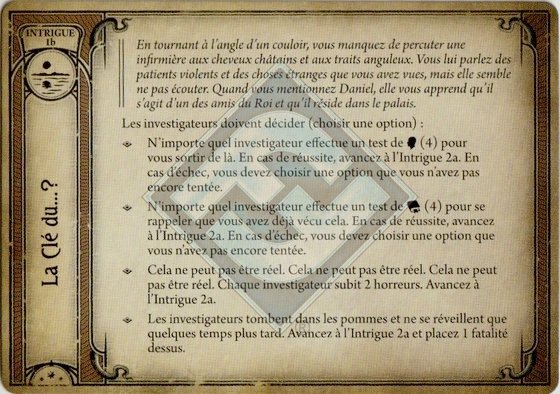 INTRIGUE
1b
La Clé du....?
En tournant à l'angle d'un couloir, vous manquez de percuter une
infirmière aux cheveux châtains et aux traits anguleux. Vous lui parlez des
patients violents et des choses étranges que vous avez vues, mais elle semble
ne pas écouter. Quand vous mentionnez Daniel, elle vous apprend qu'il
s'agit d'un des amis du Roi et qu'il réside dans le palais.
Les investigateurs doivent décider (choisir une option) :
N'importe quel investigateur effectue un test de (4) pour
vous sortir de là. En cas de réussite, avancez à l'Intrigue 2a. En
cas d'échec, vous devez choisir une option que vous n'avez pas
encore tentée.
N'importe quel investigateur effectue un test de (4) pour se
rappeler que vous avez déjà vécu cela. En cas de réussite, avancez
à l'Intrigue 2a. En cas d'échec, vous devez choisir une option que
vous n'avez pas encore tentée.
Cela ne peut pas être réel. Cela ne peut pas être réel. Cela ne peut
pas être réel. Chaque investigateur subit 2 horreurs. Avancez à
l'Intrigue 2a.
Les investigateurs tombent dans les pommes et ne se réveillent que
quelques temps plus tard. Avancez à l'Intrigue 2a et placez 1 fatalité
dessus.